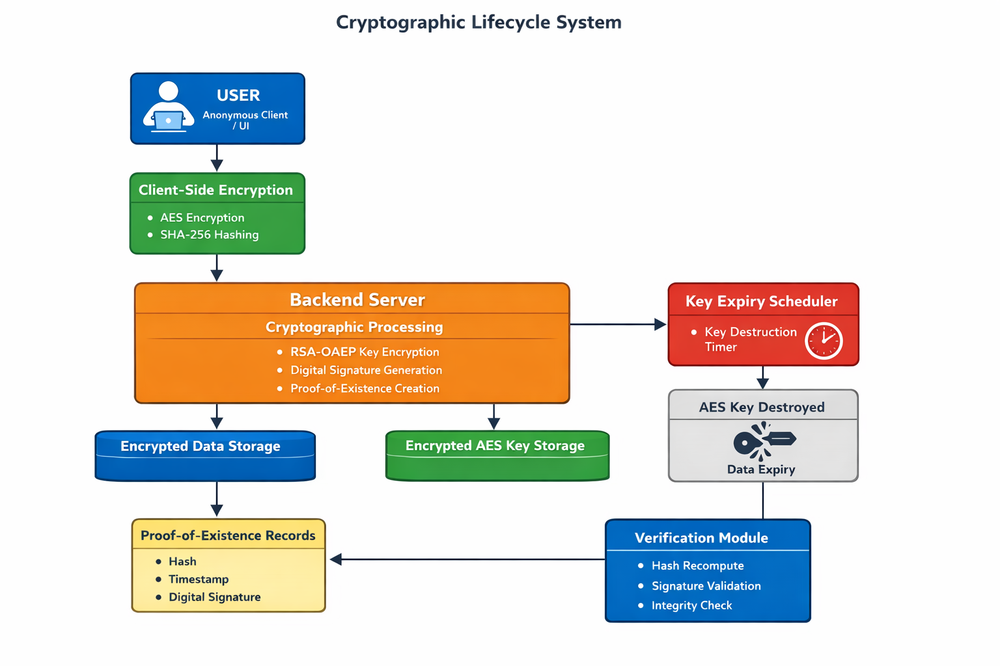 Cryptographic Lifecycle System
USER
Anonymous Client
/ UI
Client-Side Encryption
• AES Encryption
• SHA-256 Hashing
Backend Server
Cryptographic Processing
• RSA-OAEP Key Encryption
• Digital Signature Generation
• Proof-of-Existence Creation
Key Expiry Scheduler
• Key Destruction
Timer
AES Key Destroyed
Data Expiry
Encrypted Data Storage
Encrypted AES Key Storage
Proof-of-Existence Records
• Hash
• Timestamp
• Digital Signature
Verification Module
• Hash Recompute
• Signature Validation
• Integrity Check